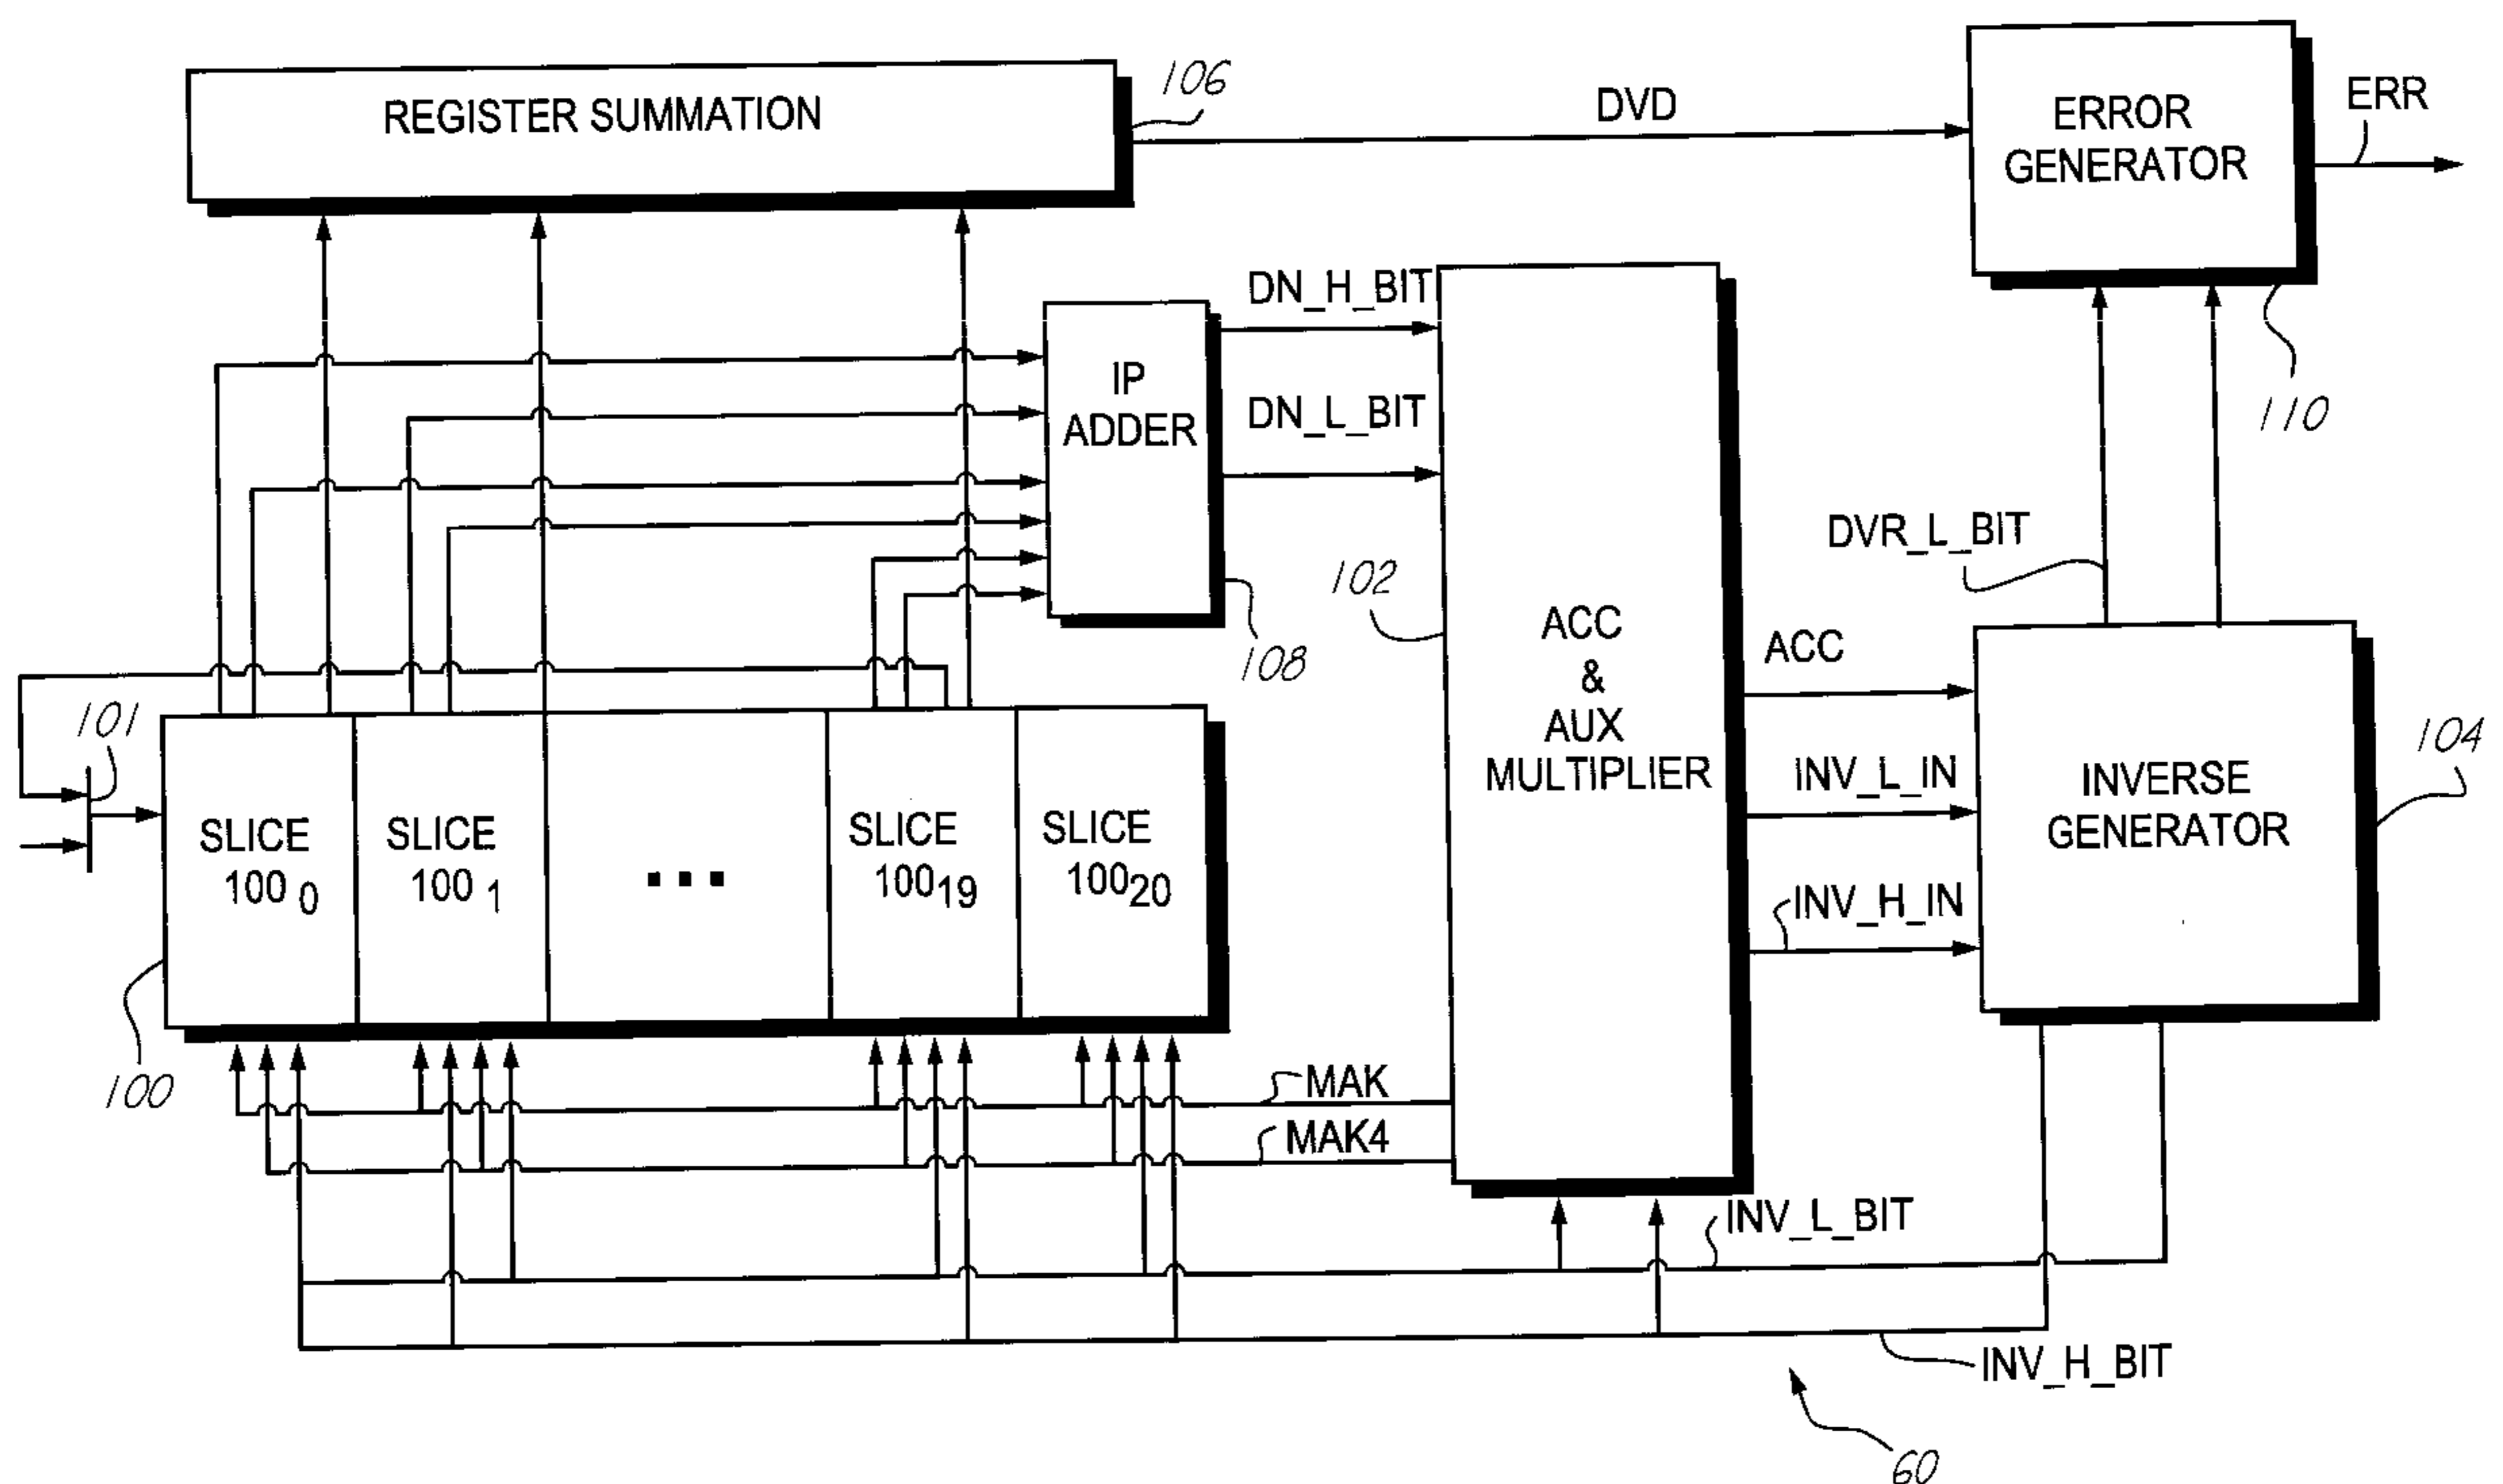 REGISTER SUMMATION
106
DVD
ERROR
GENERATOR
ERR
110
DN_H_BIT
DN_L_BIT
IP
ADDER
108
102
ACC
&
AUX
MULTIPLIER
DVR_L_BIT
ACC
INV_L_IN
INV_H_IN
INVERSE
GENERATOR
104
101
SLICE
100 0
SLICE
100 1
...
SLICE
100 19
SLICE
100 20
100
MAK
MAK4
INV_L_BIT
INV_H_BIT
60